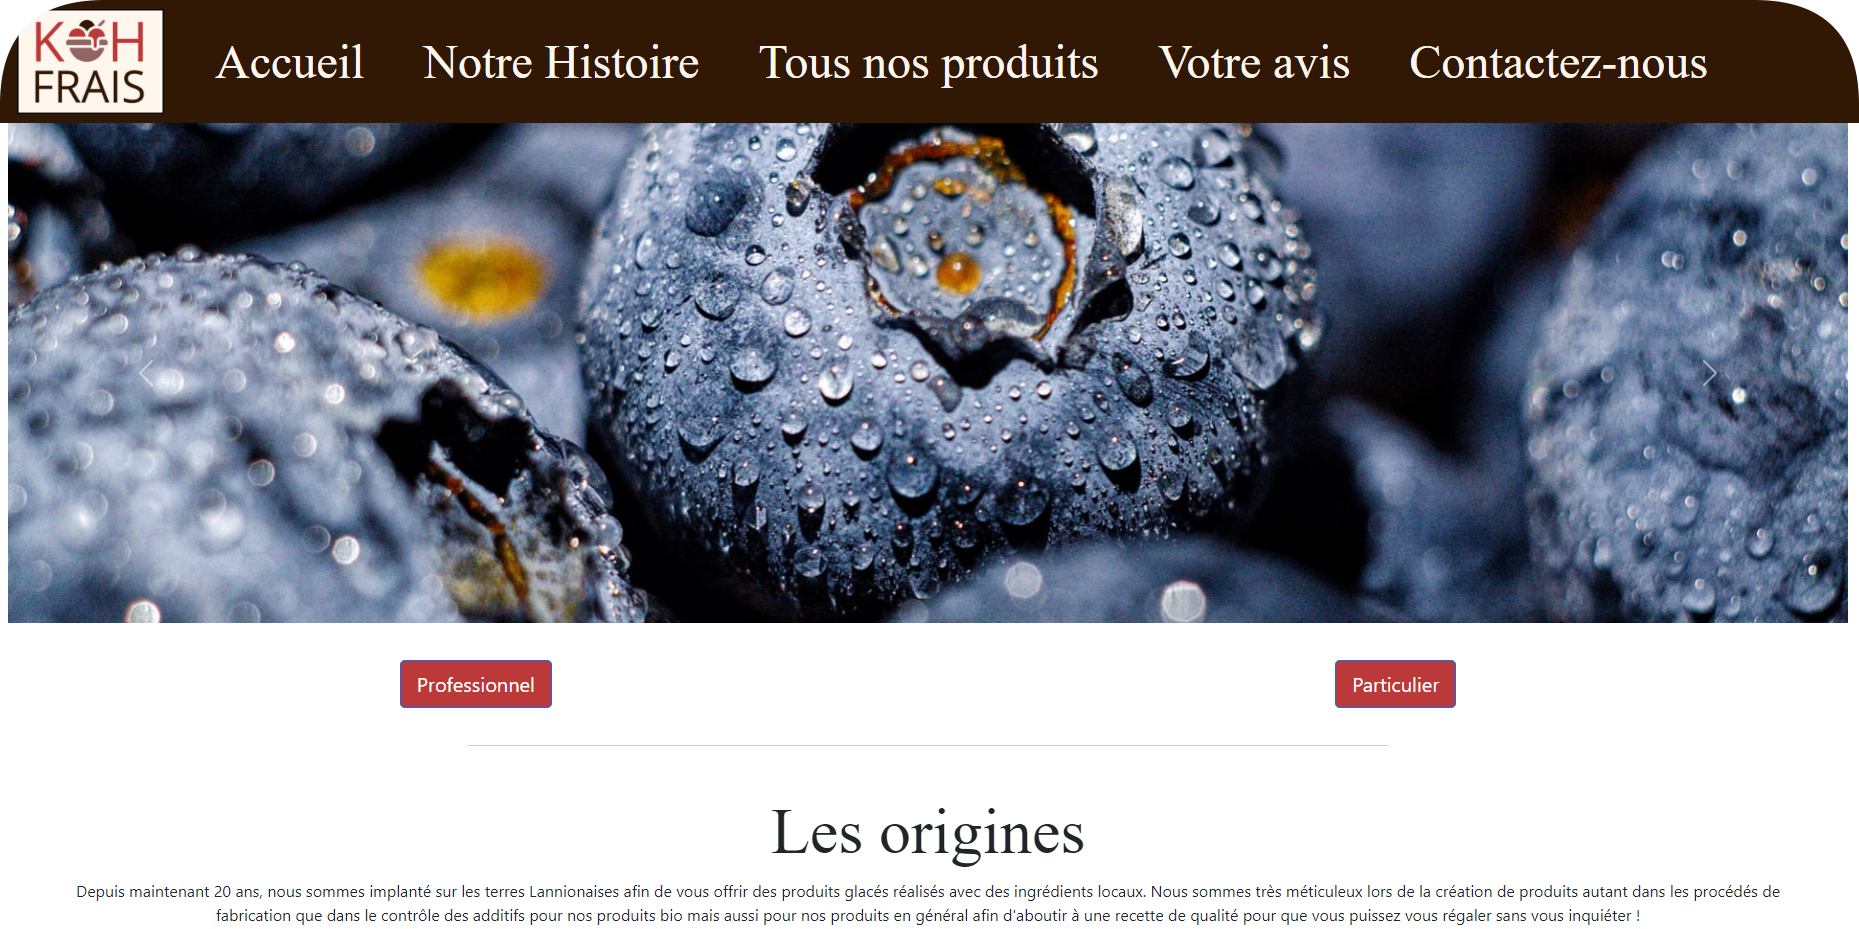 KOH
FRAIS
Accueil Notre Histoire Tous nos produits Votre avis Contactez-nous
Professionnel Particulier
Les origines
Depuis maintenant 20 ans, nous sommes implanté sur les terres Lannionaises afin de vous offrir des produits glacés réalisés avec des ingrédients locaux. Nous sommes très méticuleux lors de la création de produits autant dans les procédés de
fabrication que dans le contrôle des additifs pour nos produits bio mais aussi pour nos produits en général afin d'aboutir à une recette de qualité pour que vous puissez vous régaler sans vous inquiéter !